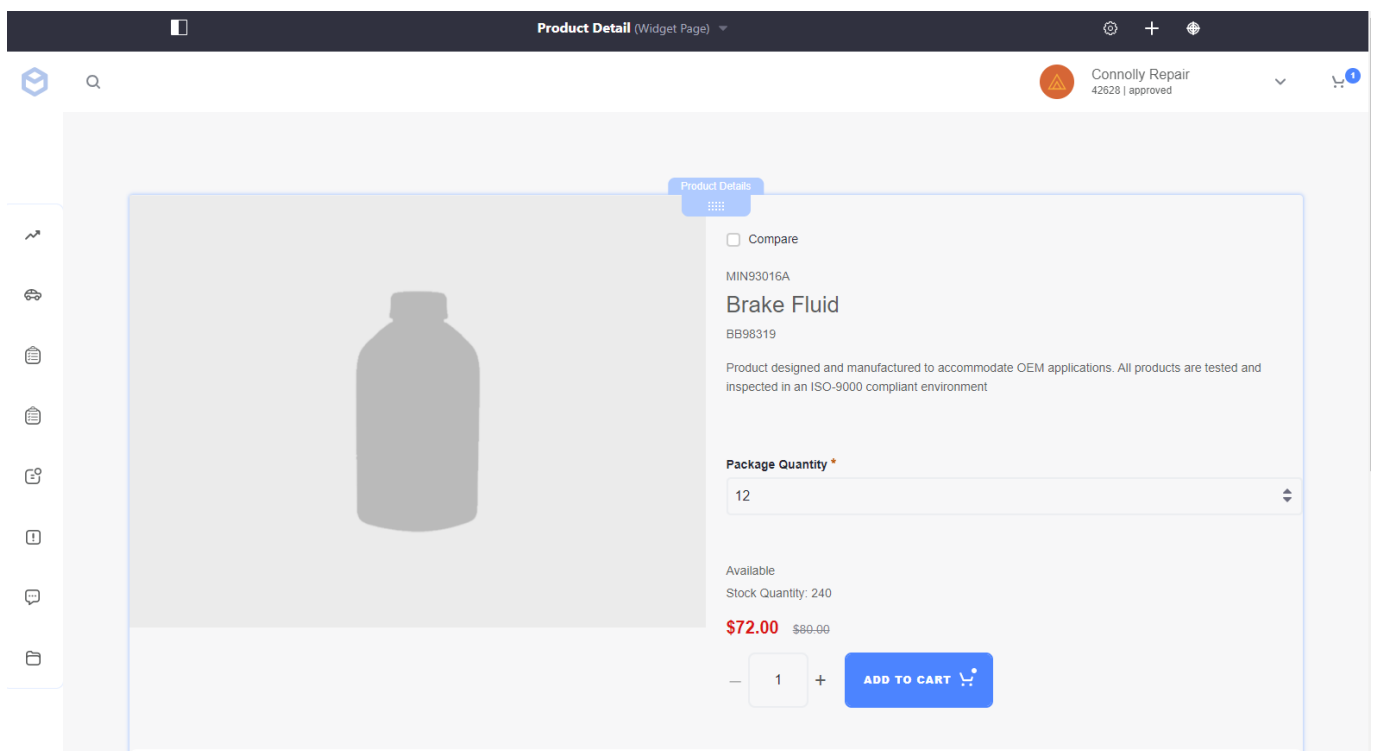 Product Detail (Widget Page)
Connolly Repair
42628 | approved
1
Product Details
Compare
MIN93016A
Brake Fluid
BB98319
Product designed and manufactured to accommodate OEM applications. All products are tested and
inspected in an ISO-9000 compliant environment
Package Quantity *
12
Available
Stock Quantity: 240
$72.00 $80.00
— 1 +
ADD TO CART